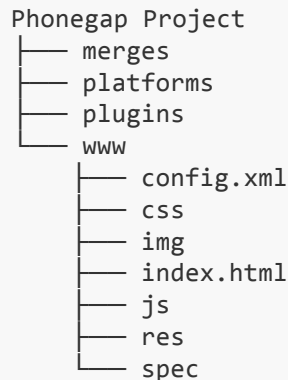 Phonegap Project
├── merges
├── platforms
├── plugins
└── www
    ├── config.xml
    ├── css
    ├── img
    ├── index.html
    ├── js
    ├── res
    └── spec